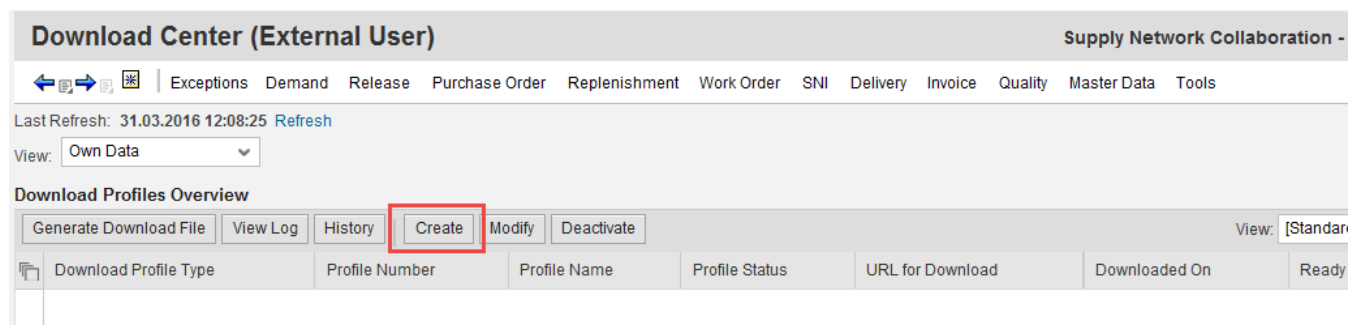 Download Center (External User) Supply Network Collaboration -
Exceptions Demand Release Purchase Order Replenishment Work Order SNI Delivery Invoice Quality Master Data Tools
Last Refresh: 31.03.2016 12:08:25 Refresh
View: Own Data
Download Profiles Overview
Generate Download File View Log History Create Modify Deactivate View: [Standar
Download Profile Type Profile Number Profile Name Profile Status URL for Download Downloaded On Ready